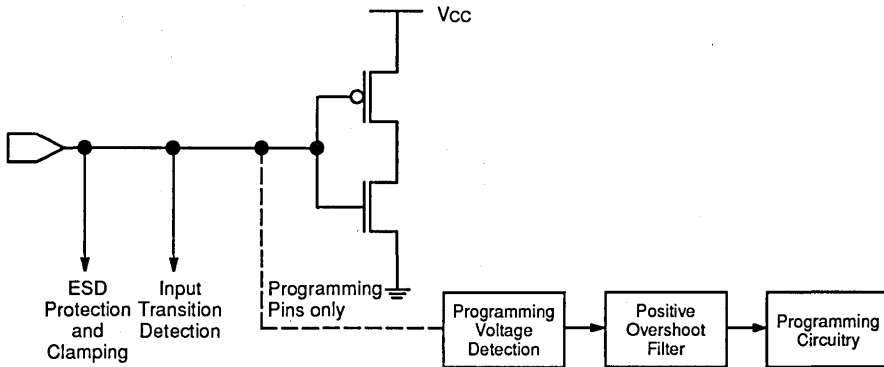 Vcc
ESD
Protection
and
Clamping
Input
Transition
Detection
Programming
Pins only
Programming
Voltage
Detection
Positive
Overshoot
Filter
Programming
Circuitry